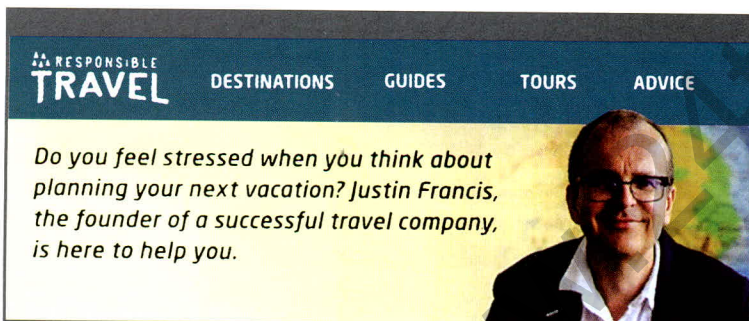 RESPONSIBLE
TRAVEL
DESTINATIONS GUIDES TOURS ADVICE
Do you feel stressed when you think about
planning your next vacation? Justin Francis,
the founder of a successful travel company,
is here to help you.